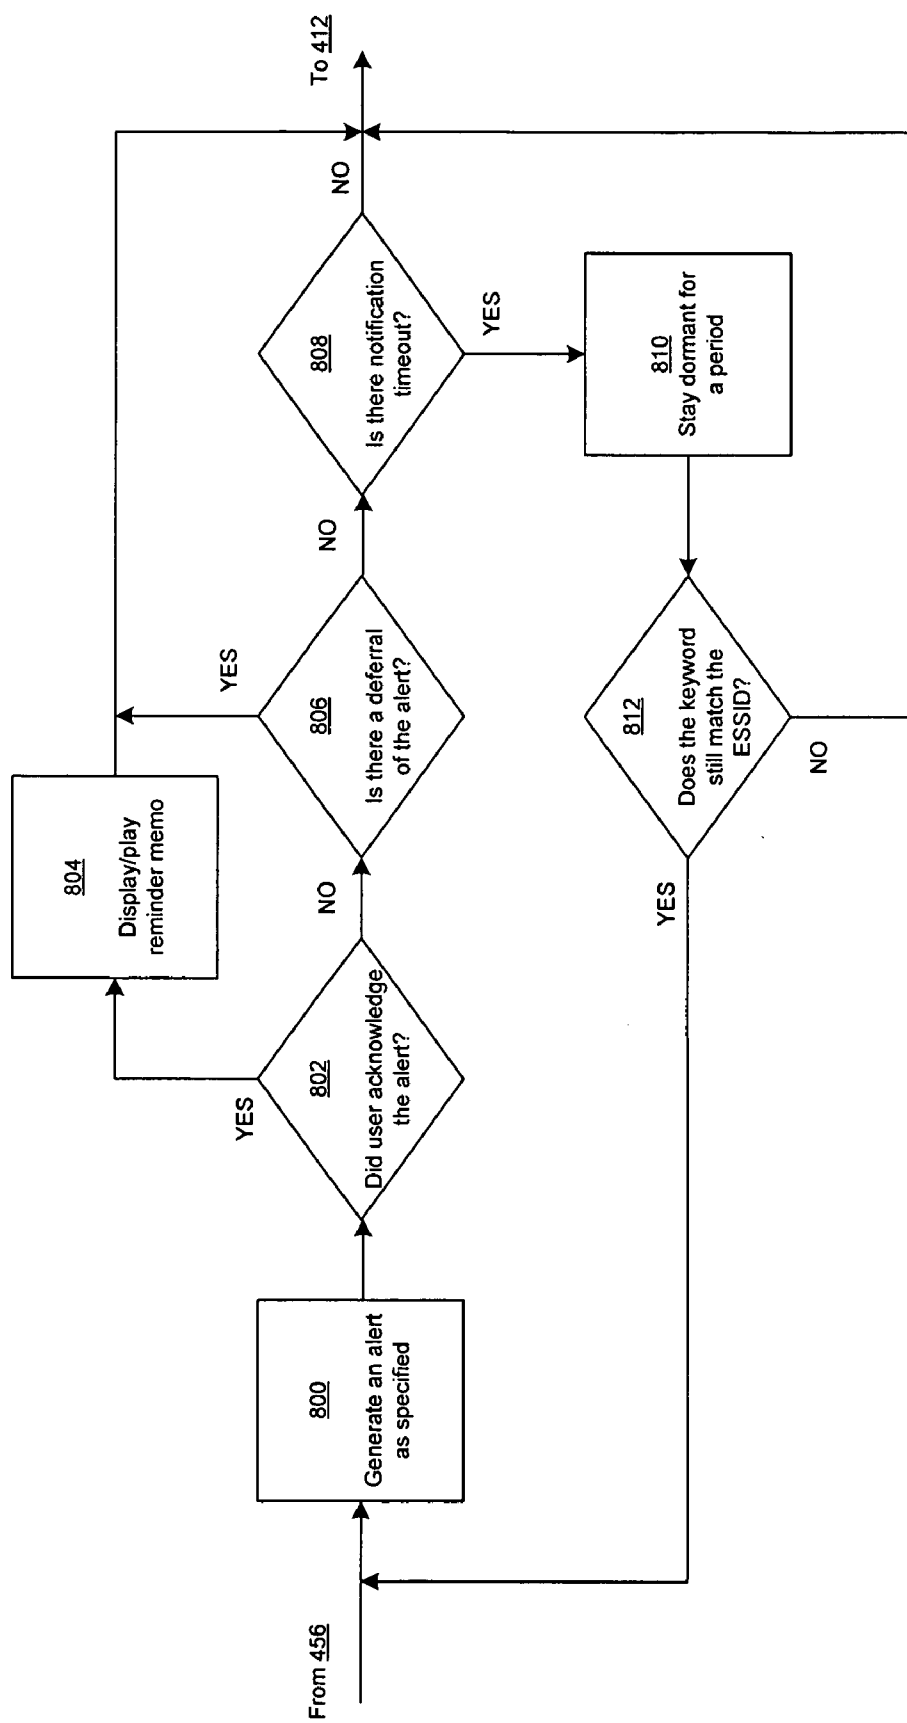 From 456
800
Generate an alert
as specified
802
Did user acknowledge
the alert?
YES
NO
804
Display/play
reminder memo
806
Is there a deferral
of the alert?
YES
NO
808
Is there notification
timeout?
NO
To 412
YES
810
Stay dormant for
a period
812
Does the keyword
still match the
ESSID?
YES
NO